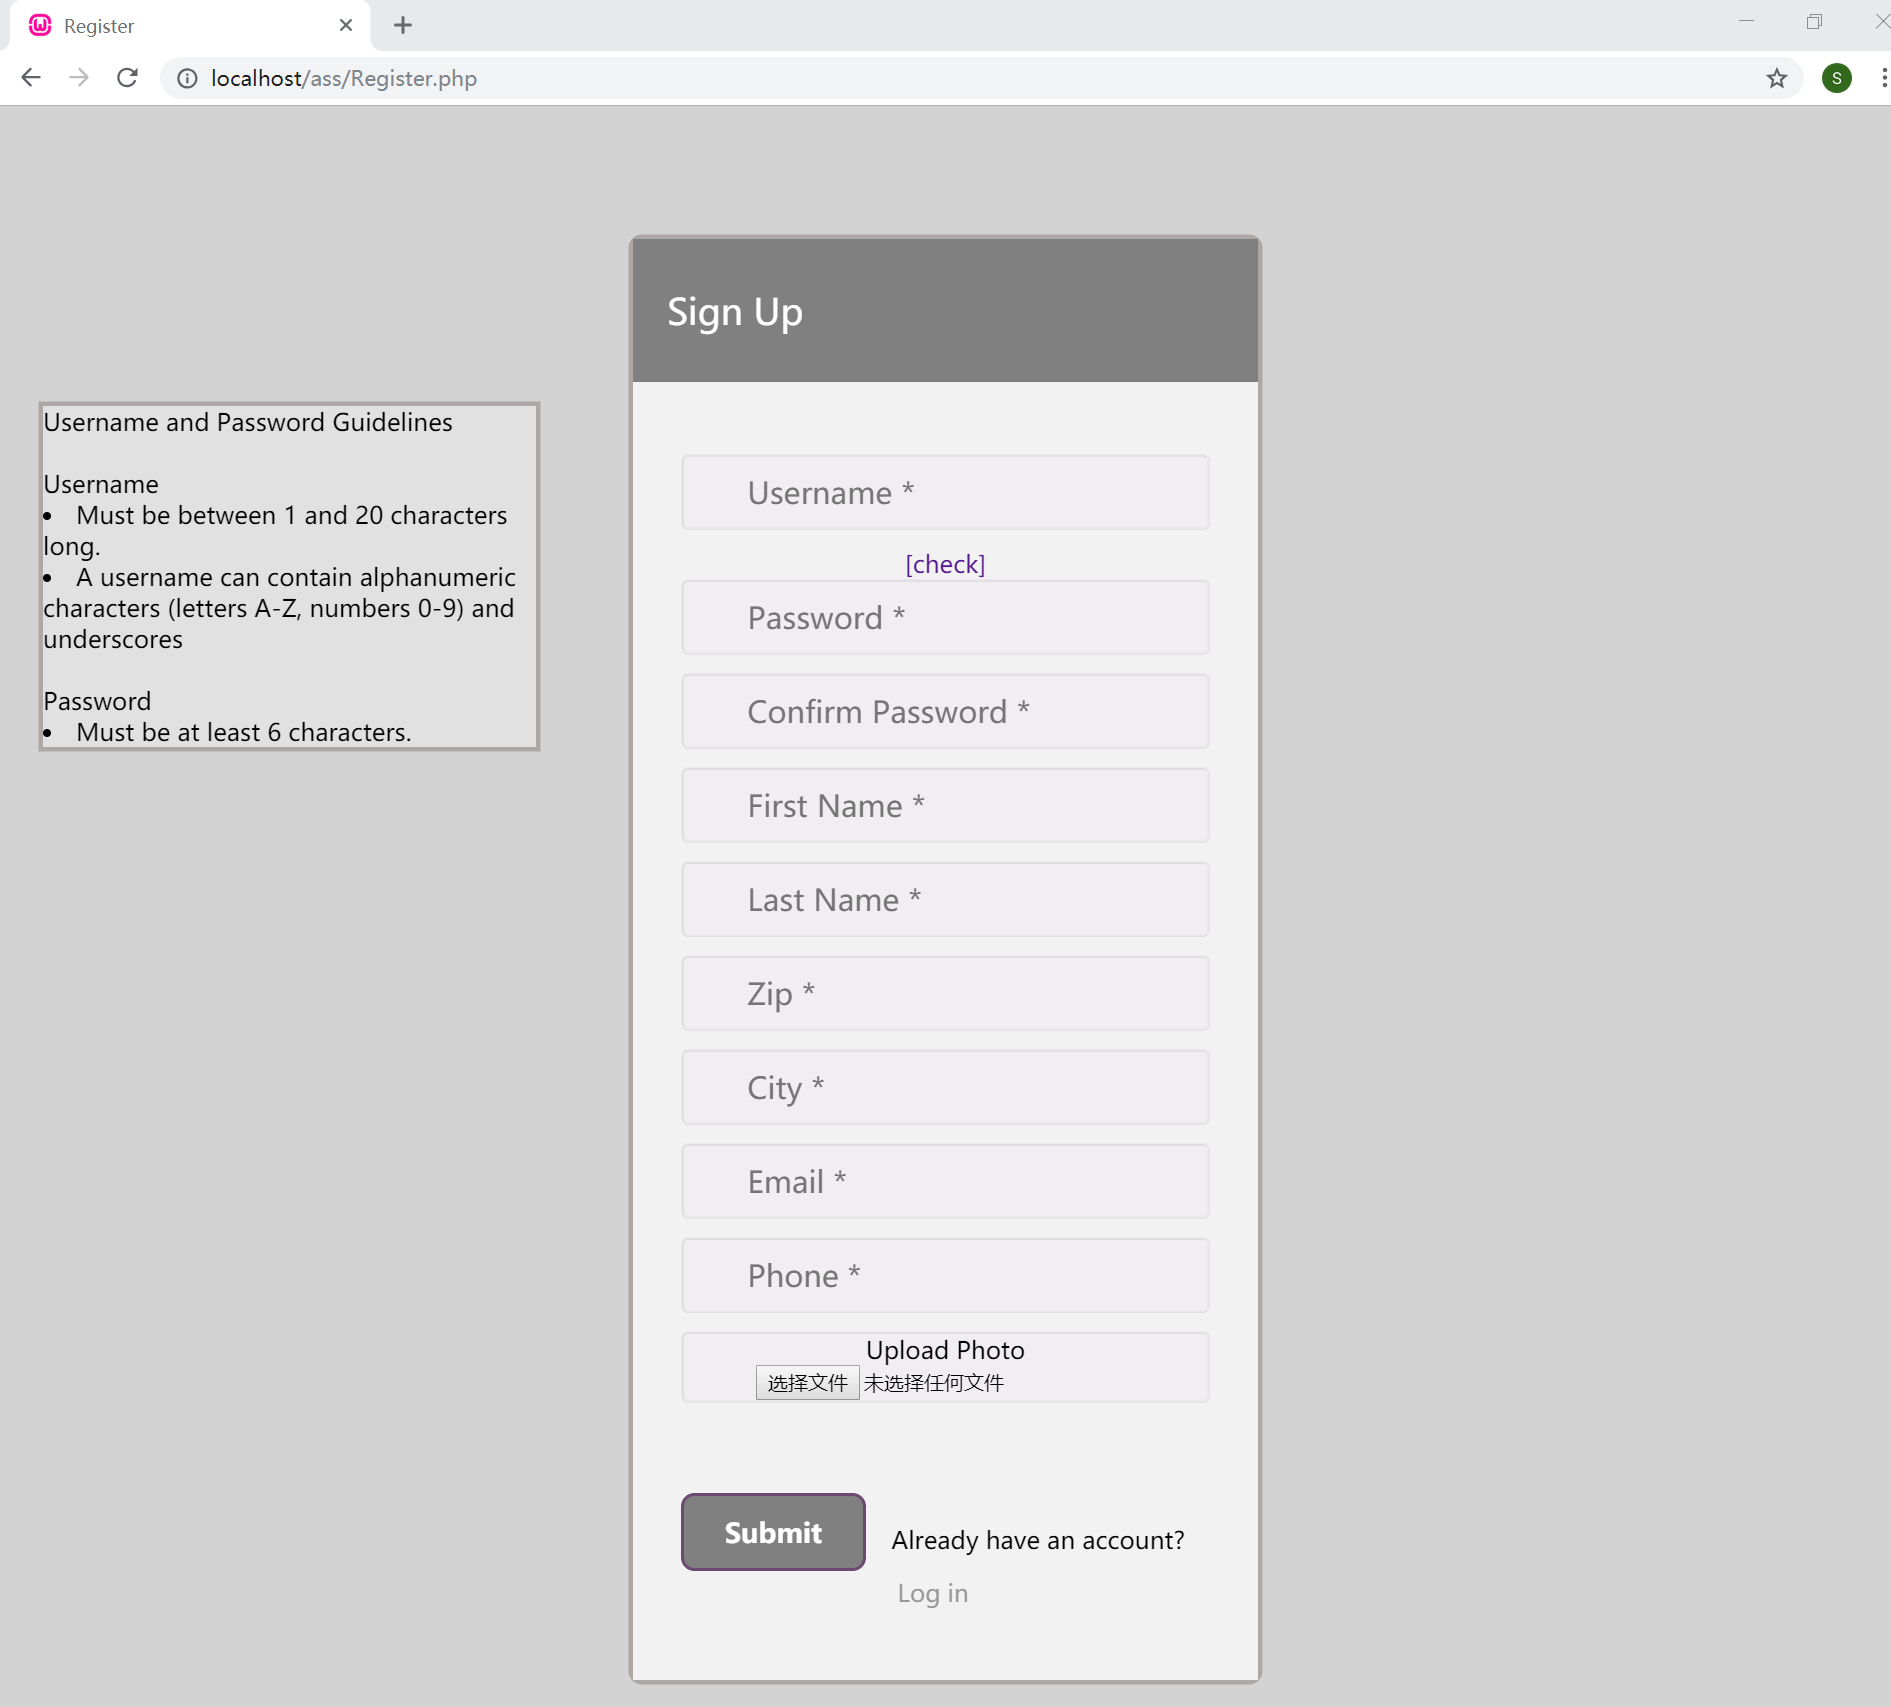 Register
localhost/ass/Register.php
S
Sign Up
Username and Password Guidelines
Username
• Must be between 1 and 20 characters
long.
• A username can contain alphanumeric
characters (letters A-Z, numbers 0-9) and
underscores
Password
• Must be at least 6 characters.
Username *
[check]
Password *
Confirm Password *
First Name *
Last Name *
Zip *
City *
Email *
Phone *
Upload Photo
选择文件 未选择任何文件
Submit
Already have an account?
Log in